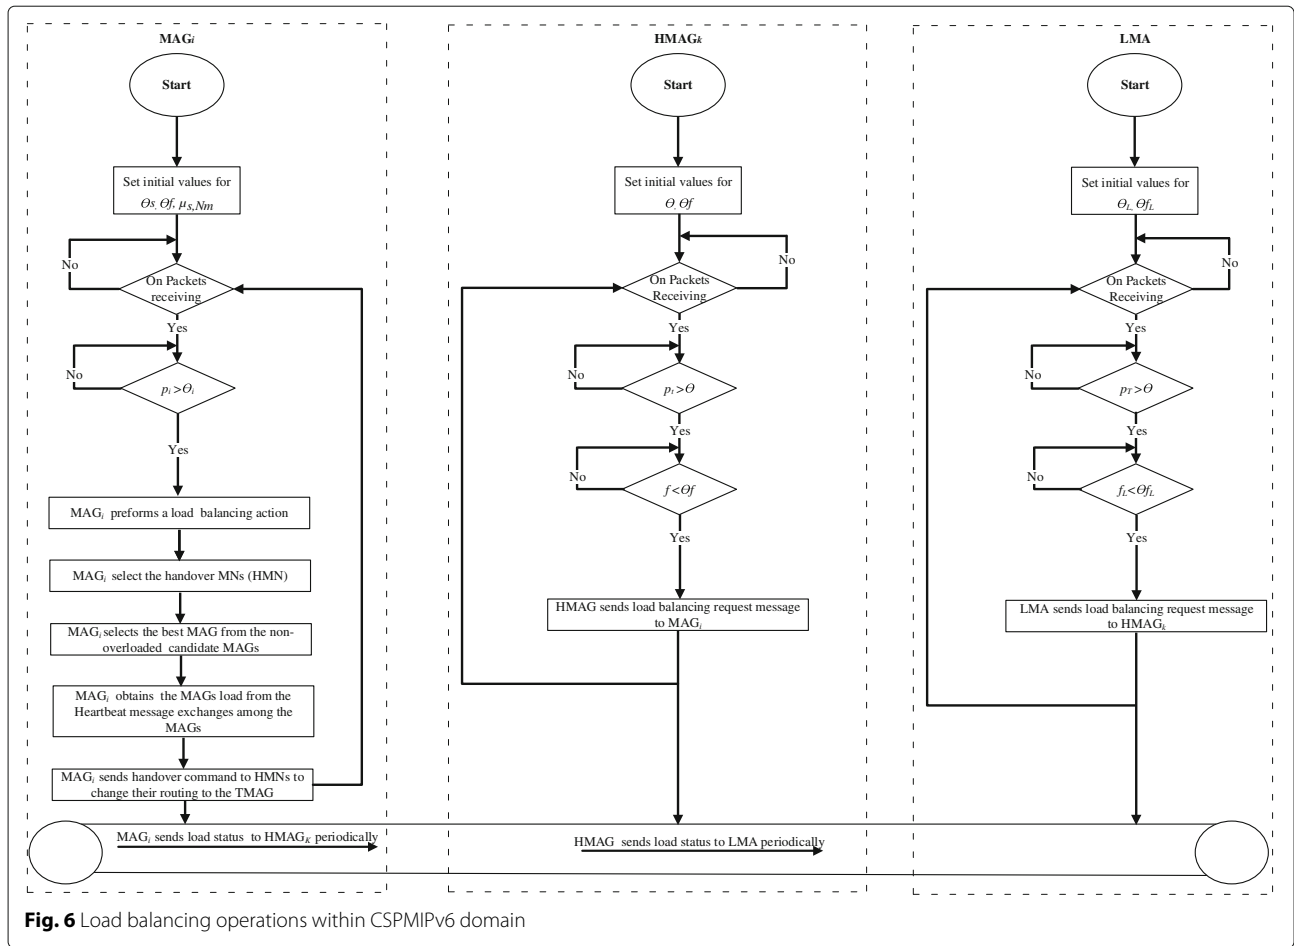 MAGi
Start
Set initial values for
Θs, Θf, μs,Nm
No
On Packets
receiving
Yes
No
pi>Θi
Yes
MAGi preforms a load balancing action
MAGi select the handover MNs (HMN)
MAGi selects the best MAG from the non-
overloaded candidate MAGs
MAGi obtains the MAGs load from the
Heartbeat message exchanges among the
MAGs
MAGi sends handover command to HMNs to
change their routing to the TMAG
MAGi sends load status to HMAGK periodically
HMAGk
Start
Set initial values for
Θ, Θf
No
On Packets
Receiving
Yes
No
pt>Θ
Yes
No
f<Θf
Yes
HMAG sends load balancing request message
to MAGi
HMAG sends load status to LMA periodically
LMA
Start
Set initial values for
ΘL, ΘfL
No
On Packets
Receiving
Yes
No
pT>Θ
Yes
No
fL<ΘfL
Yes
LMA sends load balancing request message
to HMAGk
Fig. 6 Load balancing operations within CSPMIPv6 domain